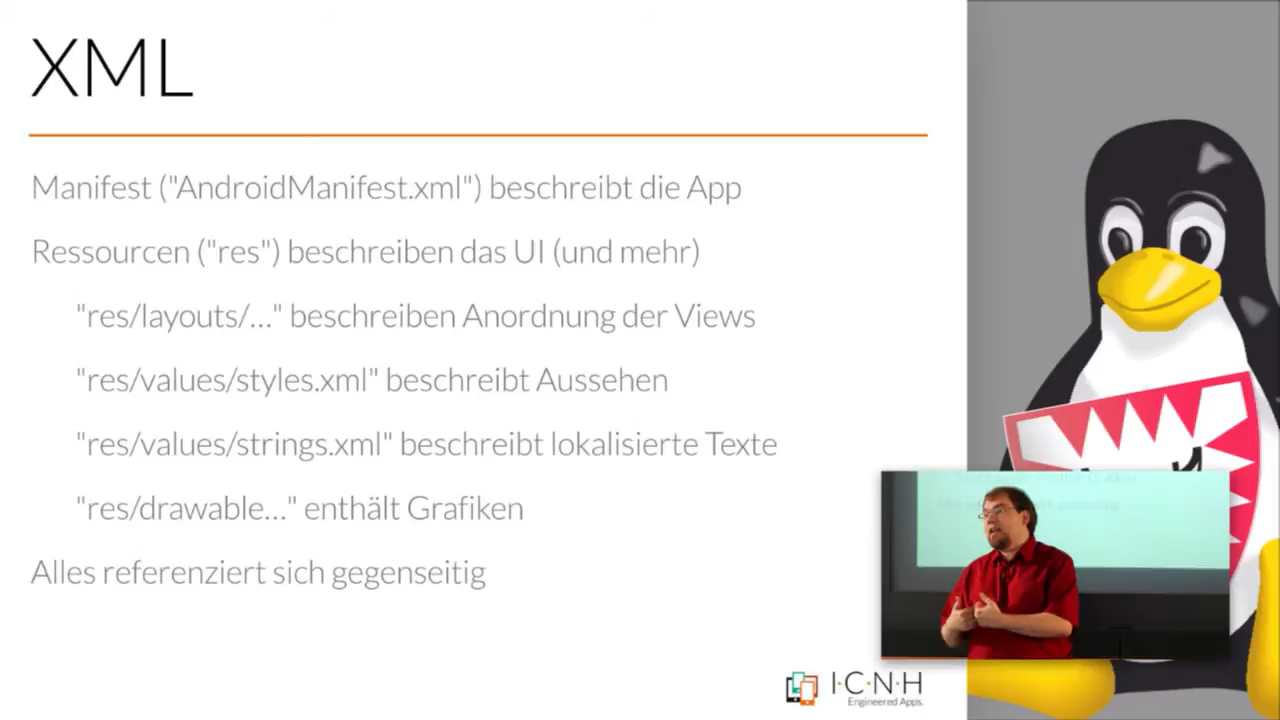 XML
Manifest ("AndroidManifest.xml") beschreibt die App
Ressourcen ("res") beschreiben das UI (und mehr)
"res/layouts/..." beschreiben Anordnung der Views
"res/values/styles.xml" beschreibt Aussehen
"res/values/strings.xml" beschreibt lokalisierte Texte
"res/drawable..." enthält Grafiken
Alles referenziert sich gegenseitig
I·C·N·H
Engineered Apps.